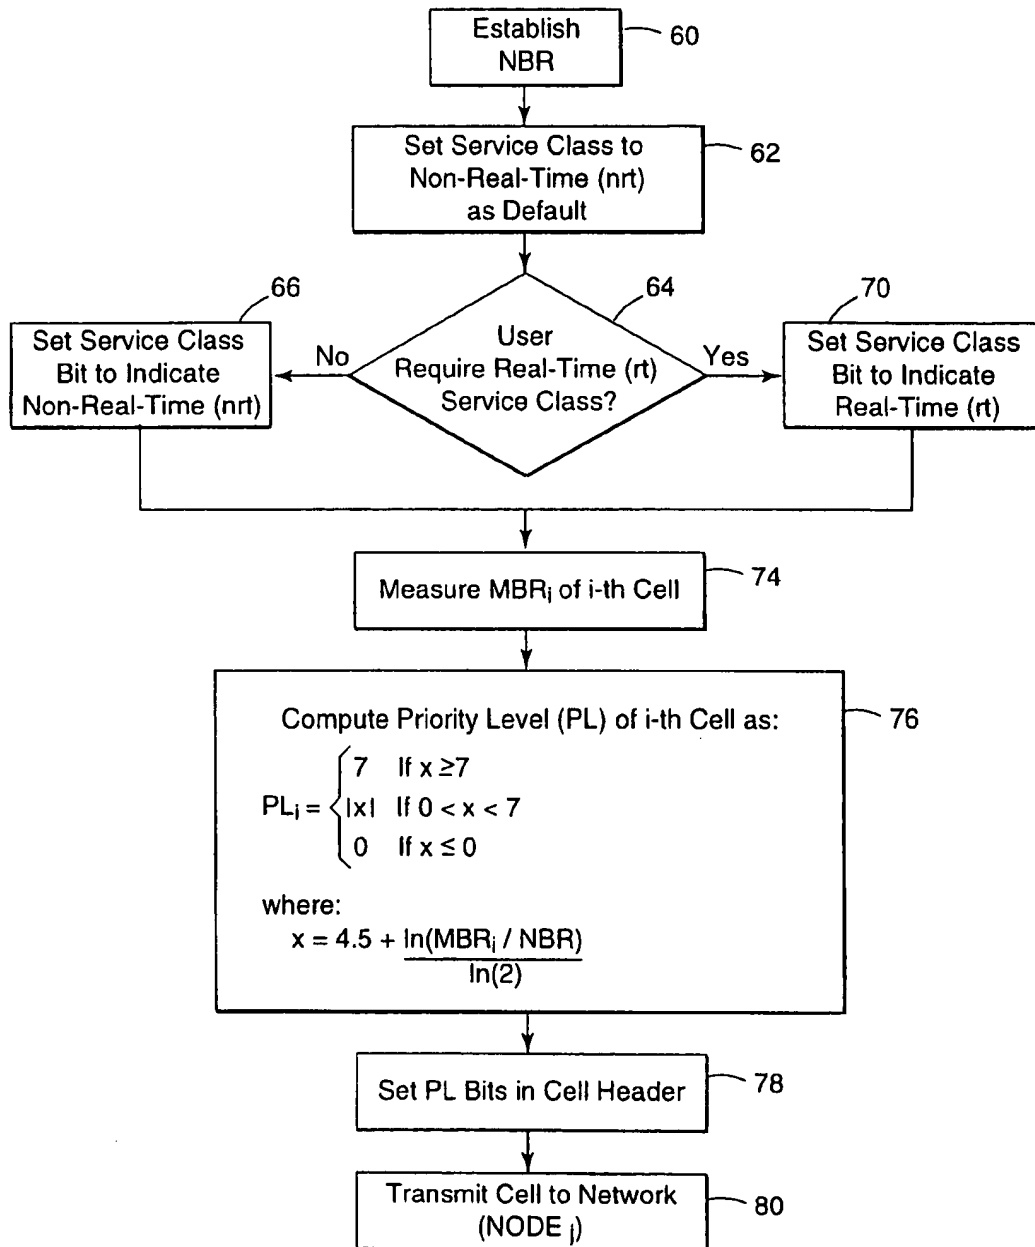 Establish
NBR
60
Set Service Class to
Non-Real-Time (nrt)
as Default
62
66
64
70
Set Service Class
Bit to Indicate
Non-Real-Time (nrt)
No
User
Require Real-Time (rt)
Service Class?
Yes
Set Service Class
Bit to Indicate
Real-Time (rt)
Measure MBRi of i-th Cell
74
Compute Priority Level (PL) of i-th Cell as:
76
7 If x ≥7
PLi = |x| If 0 < x < 7
0 If x ≤ 0
where:
x = 4.5 + ln(MBRi / NBR)
ln(2)
Set PL Bits in Cell Header
78
Transmit Cell to Network
(NODE j)
80